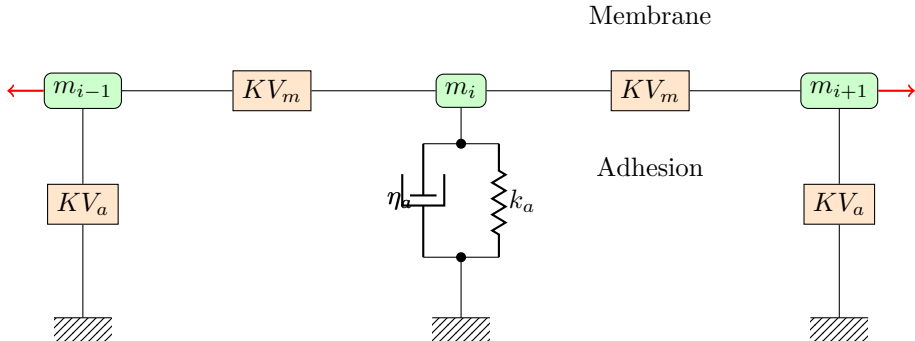 Membrane
m_{i-1} KV_m m_i KV_m m_{i+1}
Adhesion
KV_a η_a k_a KV_a